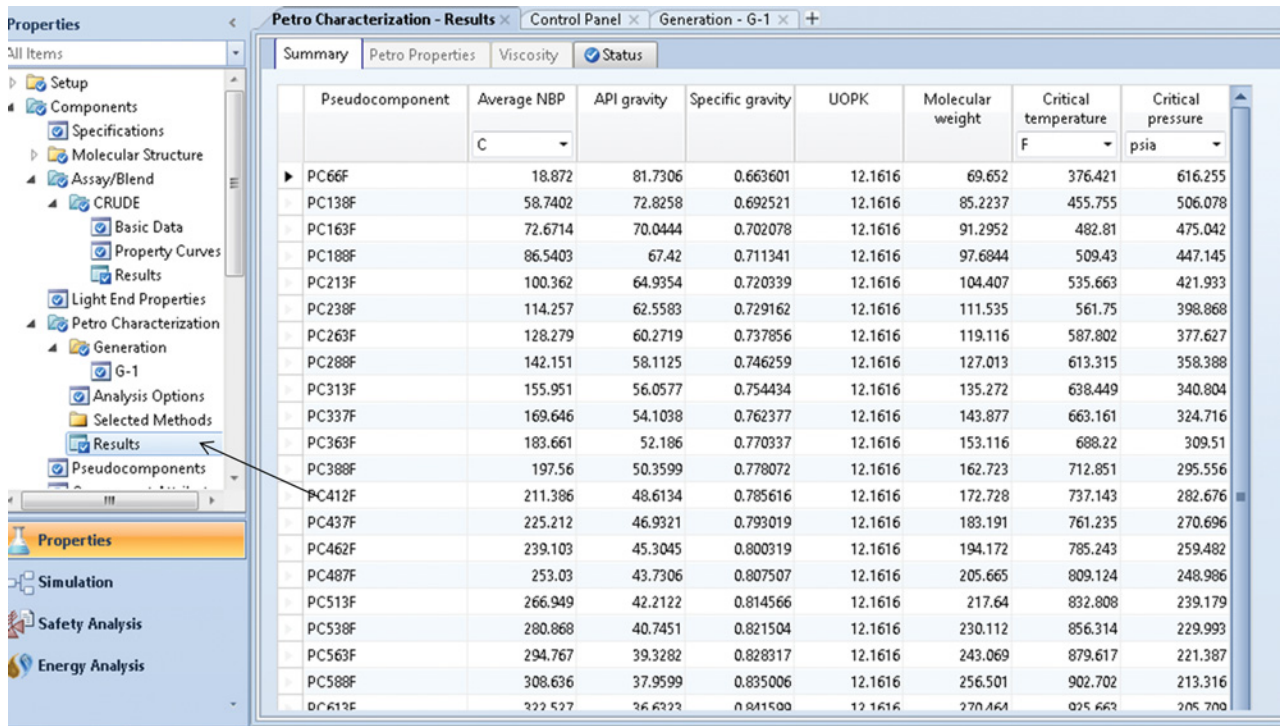 Properties
All Items
Setup
Components
Specifications
Molecular Structure
Assay/Blend
CRUDE
Basic Data
Property Curves
Results
Light End Properties
Petro Characterization
Generation
G-1
Analysis Options
Selected Methods
Results
Pseudocomponents
Properties
Simulation
Safety Analysis
Energy Analysis
Petro Characterization - Results Control Panel Generation - G-1
Summary Petro Properties Viscosity Status
Pseudocomponent Average NBP API gravity Specific gravity UOPK Molecular weight Critical temperature Critical pressure
C F psia
PC66F 18.872 81.7306 0.663601 12.1616 69.652 376.421 616.255
PC138F 58.7402 72.8258 0.692521 12.1616 85.2237 455.755 506.078
PC163F 72.6714 70.0444 0.702078 12.1616 91.2952 482.81 475.042
PC188F 86.5403 67.42 0.711341 12.1616 97.6844 509.43 447.145
PC213F 100.362 64.9354 0.720339 12.1616 104.407 535.663 421.933
PC238F 114.257 62.5583 0.729162 12.1616 111.535 561.75 398.868
PC263F 128.279 60.2719 0.737856 12.1616 119.116 587.802 377.627
PC288F 142.151 58.1125 0.746259 12.1616 127.013 613.315 358.388
PC313F 155.951 56.0577 0.754434 12.1616 135.272 638.449 340.804
PC337F 169.646 54.1038 0.762377 12.1616 143.877 663.161 324.716
PC363F 183.661 52.186 0.770337 12.1616 153.116 688.22 309.51
PC388F 197.56 50.3599 0.778072 12.1616 162.723 712.851 295.556
PC412F 211.386 48.6134 0.785616 12.1616 172.728 737.143 282.676
PC437F 225.212 46.9321 0.793019 12.1616 183.191 761.235 270.696
PC462F 239.103 45.3045 0.800319 12.1616 194.172 785.243 259.482
PC487F 253.03 43.7306 0.807507 12.1616 205.665 809.124 248.986
PC513F 266.949 42.2122 0.814566 12.1616 217.64 832.808 239.179
PC538F 280.868 40.7451 0.821504 12.1616 230.112 856.314 229.993
PC563F 294.767 39.3282 0.828317 12.1616 243.069 879.617 221.387
PC588F 308.636 37.9599 0.835006 12.1616 256.501 902.702 213.316
PC613F 322.527 36.6323 0.841599 12.1616 270.464 925.663 205.709